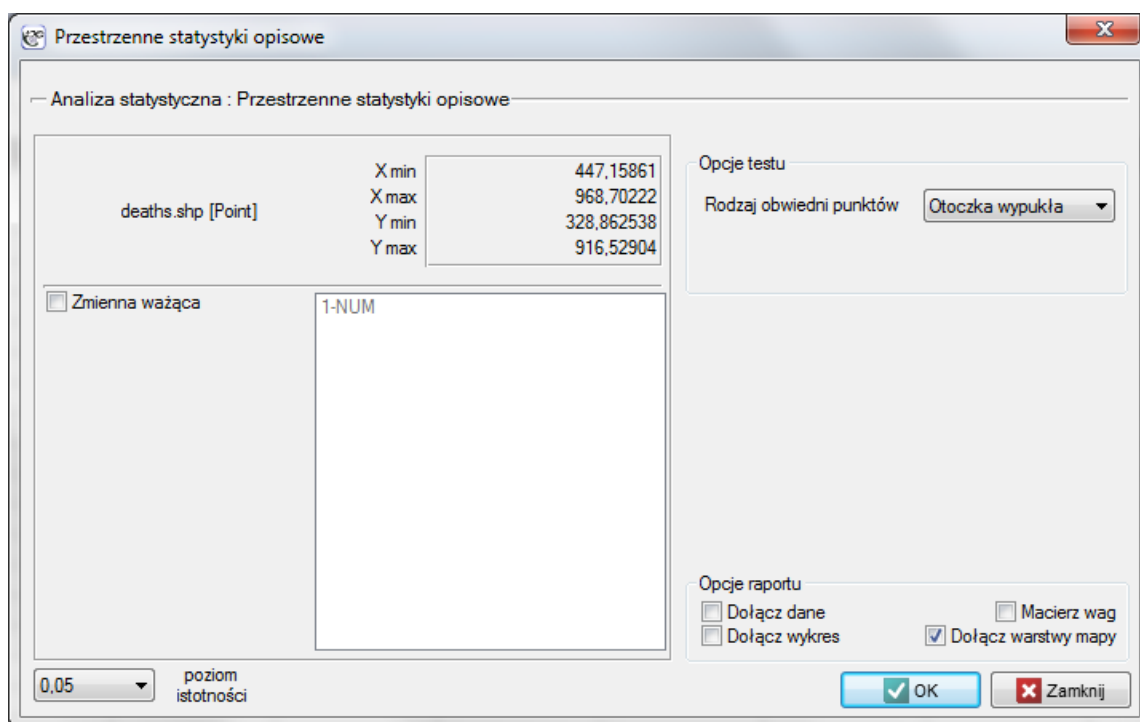 Przestrzenne statystyki opisowe
Analiza statystyczna : Przestrzenne statystyki opisowe
deaths.shp [Point]
X min 447,15861
X max 968,70222
Y min 328,862538
Y max 916,52904
Zmienna ważąca
1-NUM
Opcje testu
Rodzaj obwiedni punktów Otoczka wypukła
Opcje raportu
Dołącz dane Macierz wag
Dołącz wykres Dołącz warstwy mapy
0,05 poziom
istotności
OK Zamknij